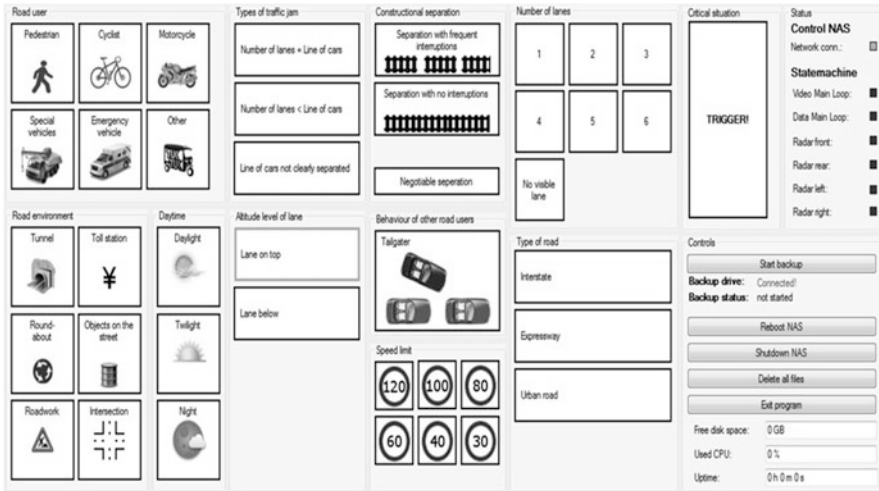 Road user
Pedestrian
Cyclist
Motorcycle
Special
vehicles
Emergency
vehicle
Other
Types of traffic jam
Number of lanes = Line of cars
Number of lanes < Line of cars
Line of cars not clearly separated
Constructional separation
Separation with frequent
interruptions
Separation with no interruptions
Negotiable seperation
Number of lanes
1
2
3
4
5
6
No visible
lane
Critical situation
TRIGGER!
Status
Control NAS
Network conn.:
Statemachine
Video Main Loop:
Data Main Loop:
Radar front:
Radar rear:
Radar left:
Radar right:
Road environment
Tunnel
Toll station
¥
Round-
about
Objects on the
street
Roadwork
Intersection
Daytime
Daylight
Twilight
Night
Altitude level of lane
Lane on top
Lane below
Behaviour of other road users
Tailgater
Speed limit
120
100
80
60
40
30
Type of road
Interstate
Expressway
Urban road
Controls
Start backup
Backup drive: Connected!
Backup status: not started
Reboot NAS
Shutdown NAS
Delete all files
Exit program
Free disk space: 0 GB
Used CPU: 0 %
Uptime: 0 h 0 m 0 s